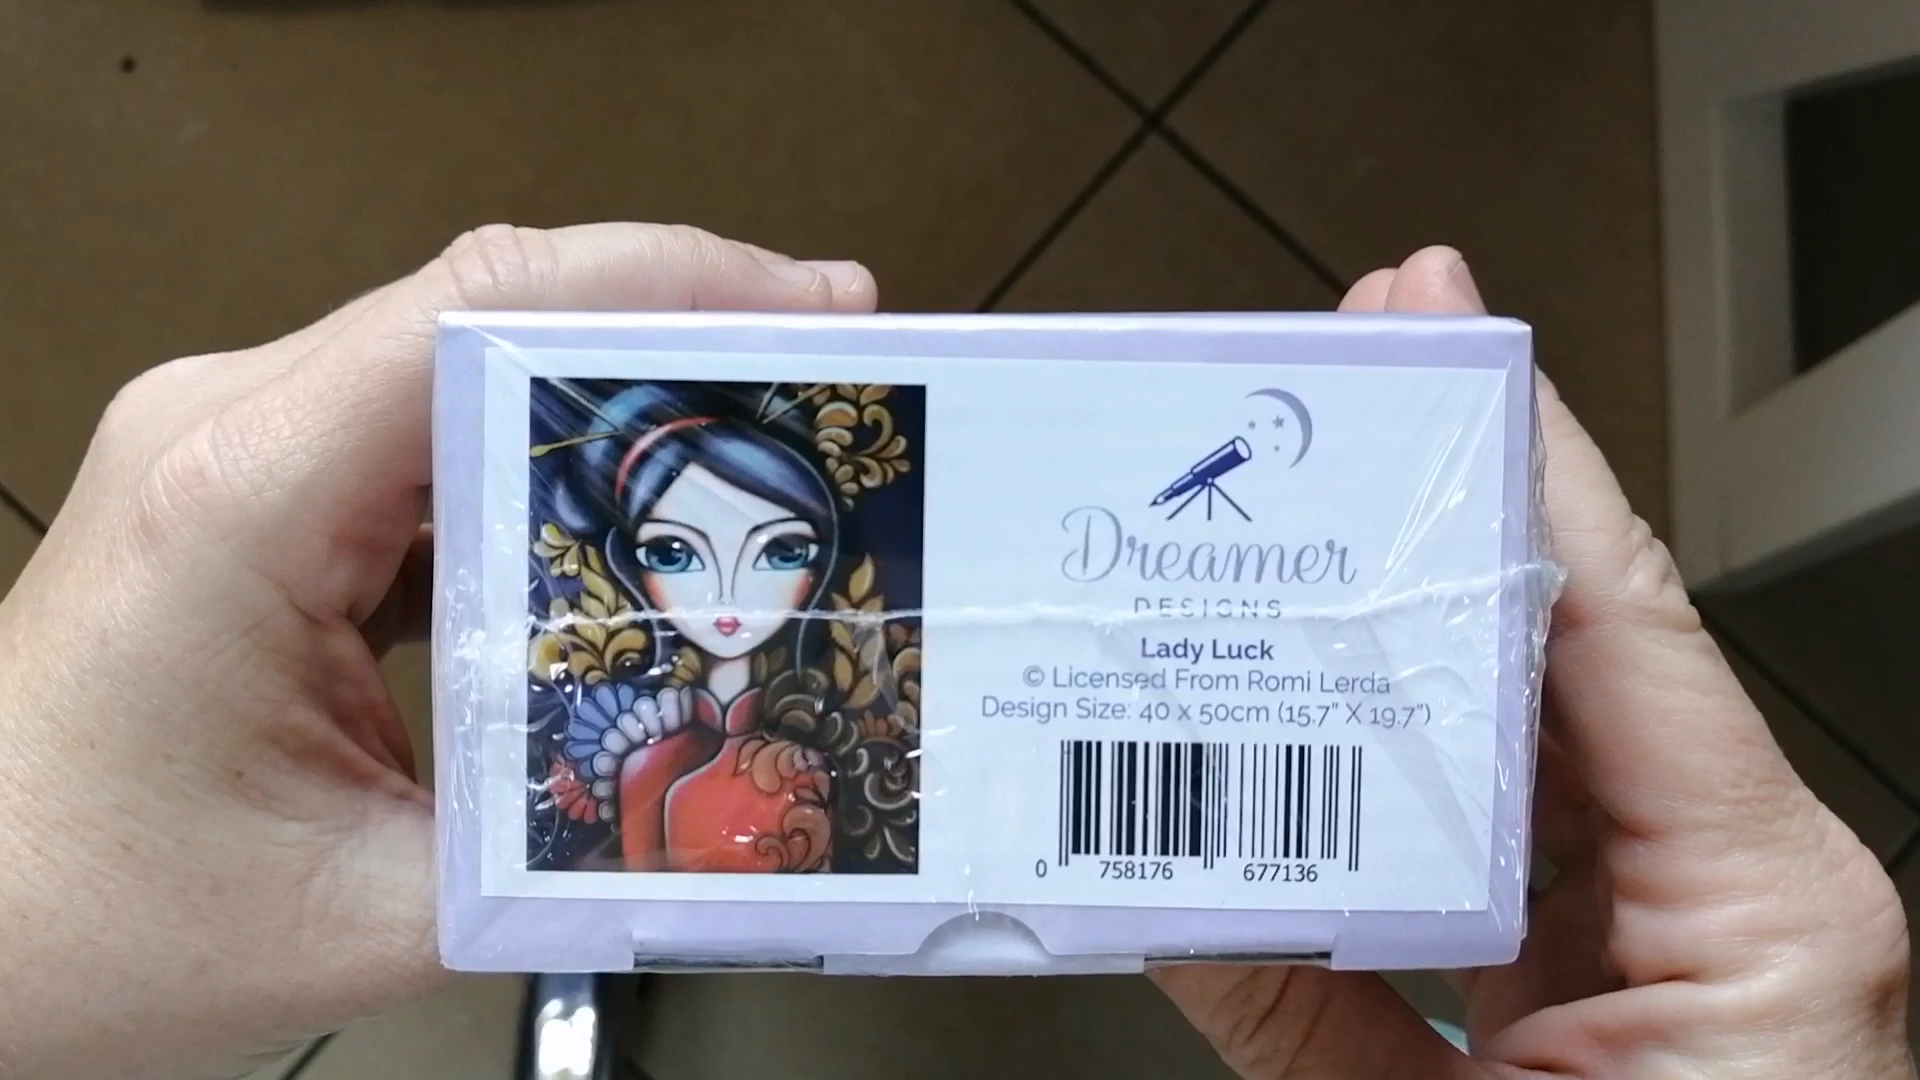 Dreamer
DESIGNS
Lady Luck
© Licensed From Romi Lerda
Design Size: 40 x 50cm (15.7" X 19.7")
0 758176 677136